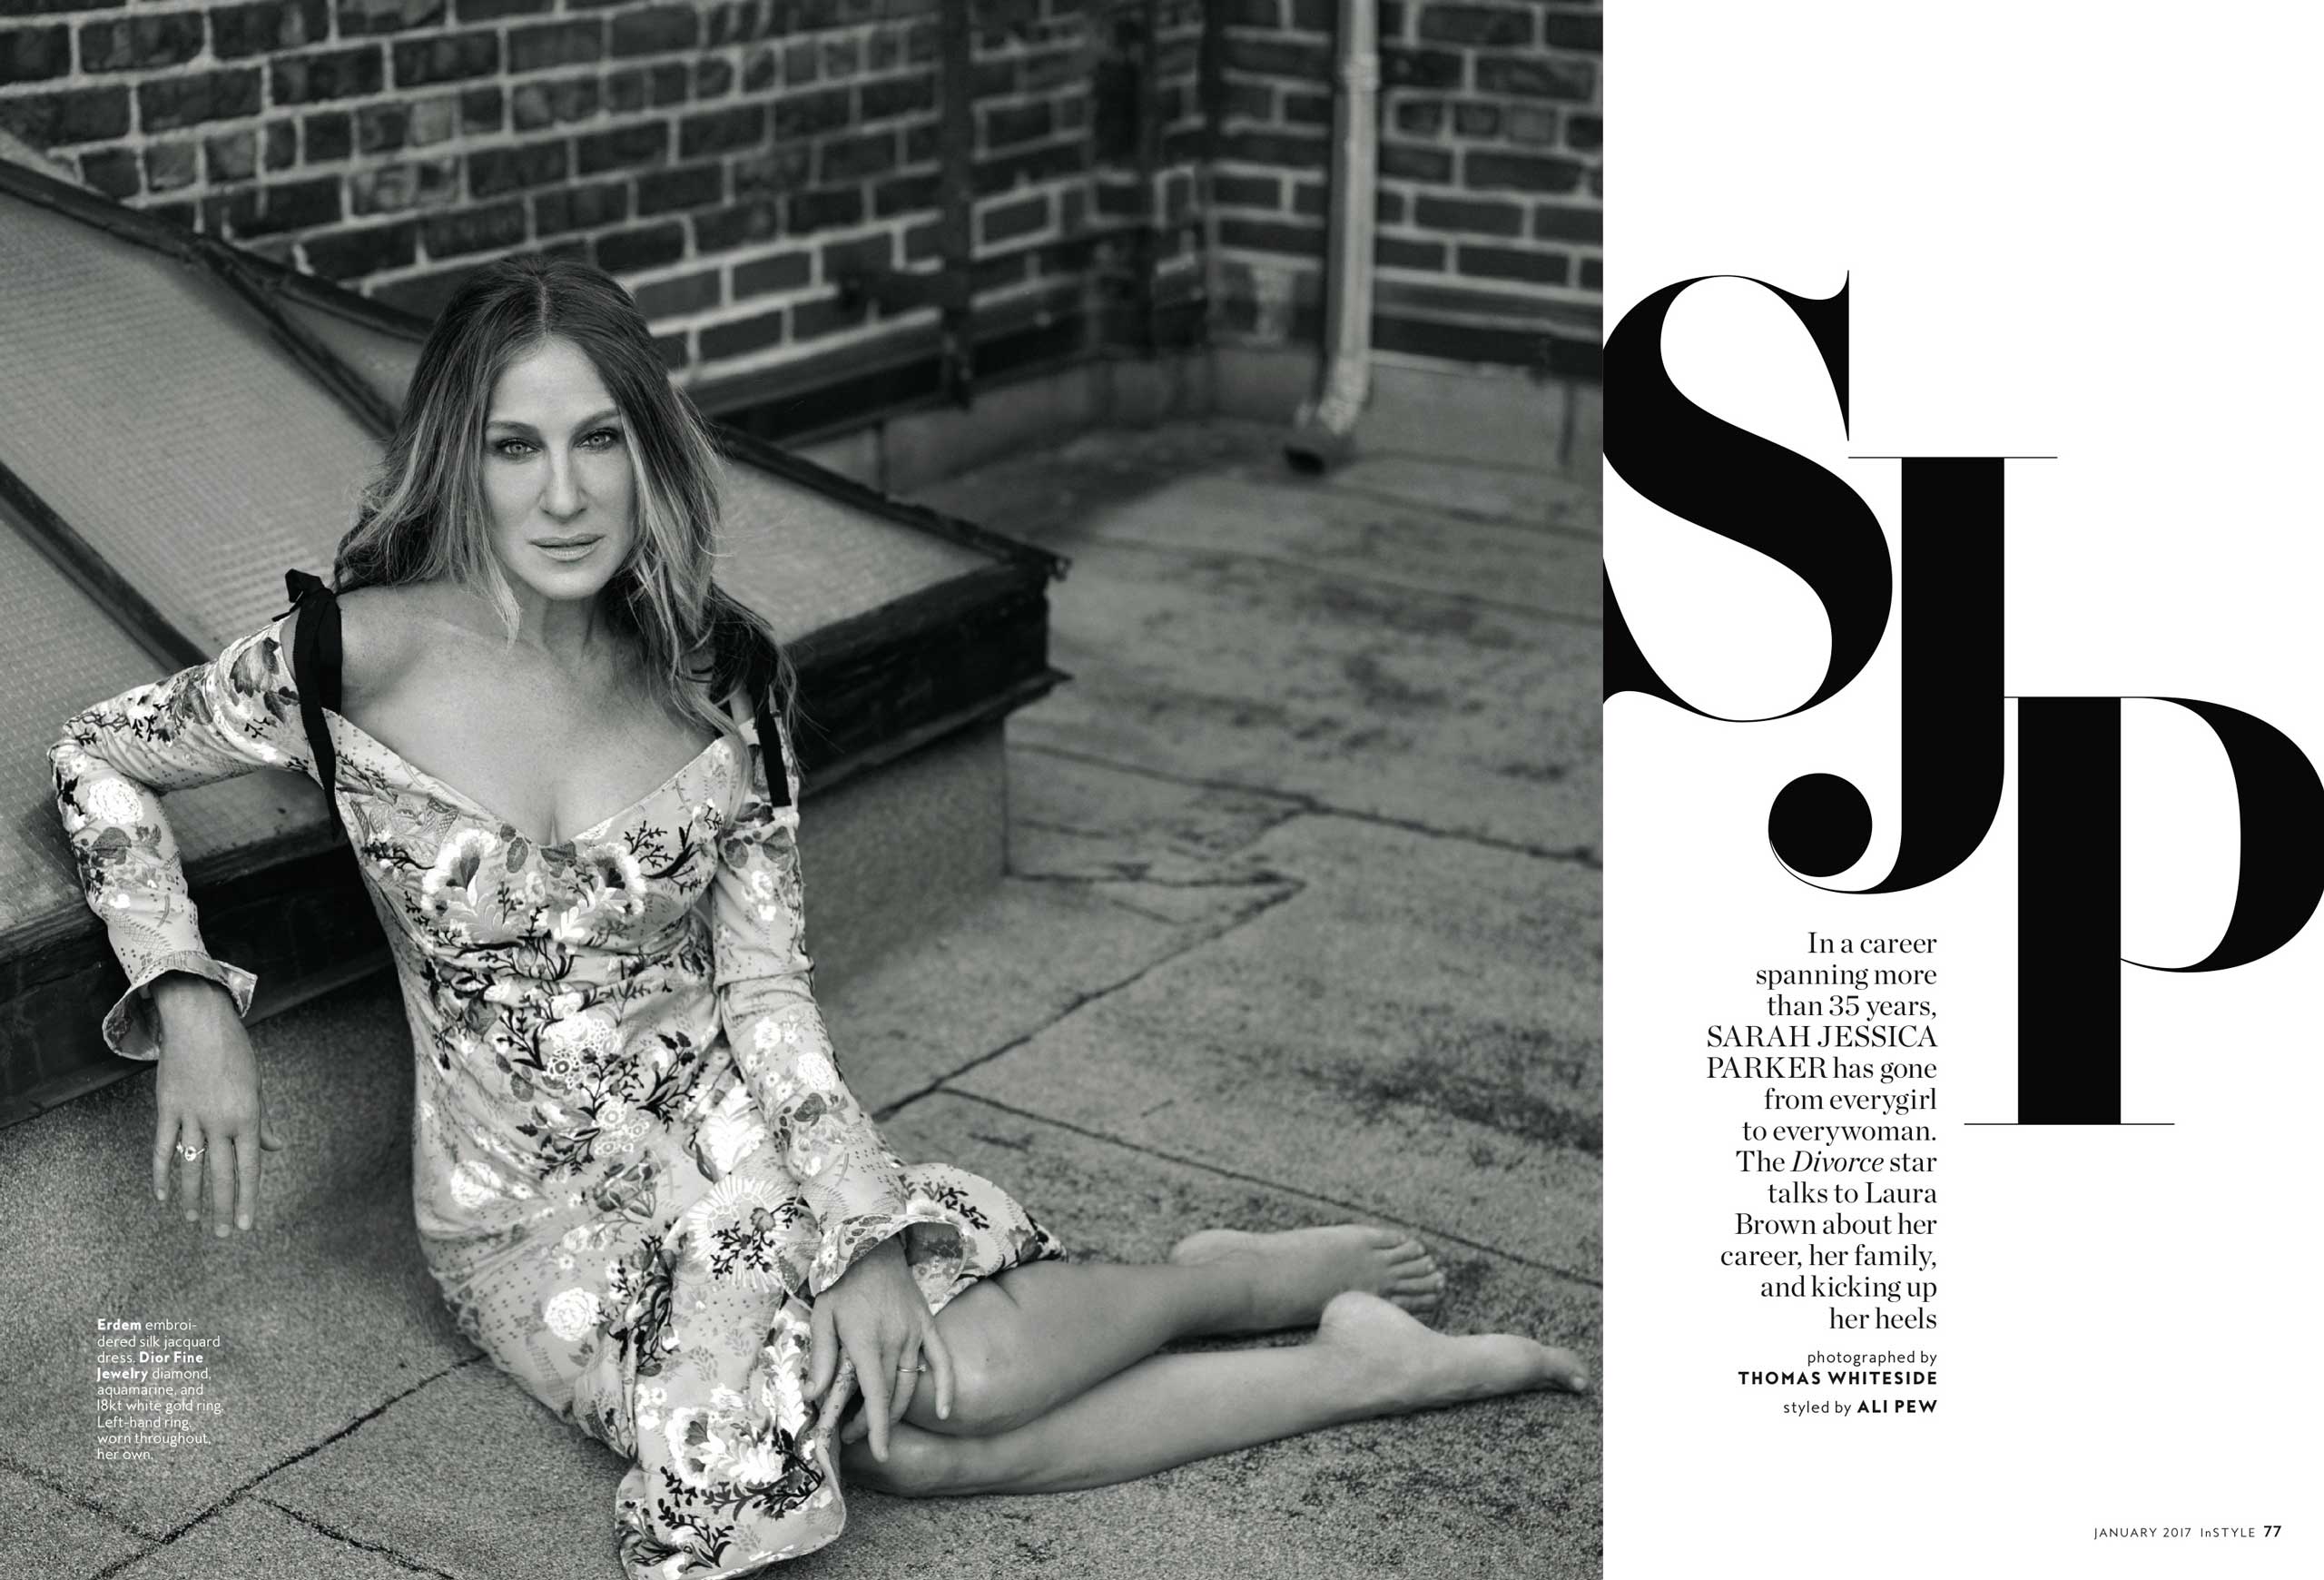 Erdem embroi-
dered silk jacquard
dress. Dior Fine
Jewelry diamond,
aquamarine, and
18kt white gold ring.
Left-hand ring,
worn throughout,
her own.
SJP
In a career
spanning more
than 35 years,
SARAH JESSICA
PARKER has gone
from everygirl
to everywoman.
The Divorce star
talks to Laura
Brown about her
career, her family,
and kicking up
her heels
photographed by
THOMAS WHITESIDE
styled by ALI PEW
JANUARY 2017 InSTYLE 77